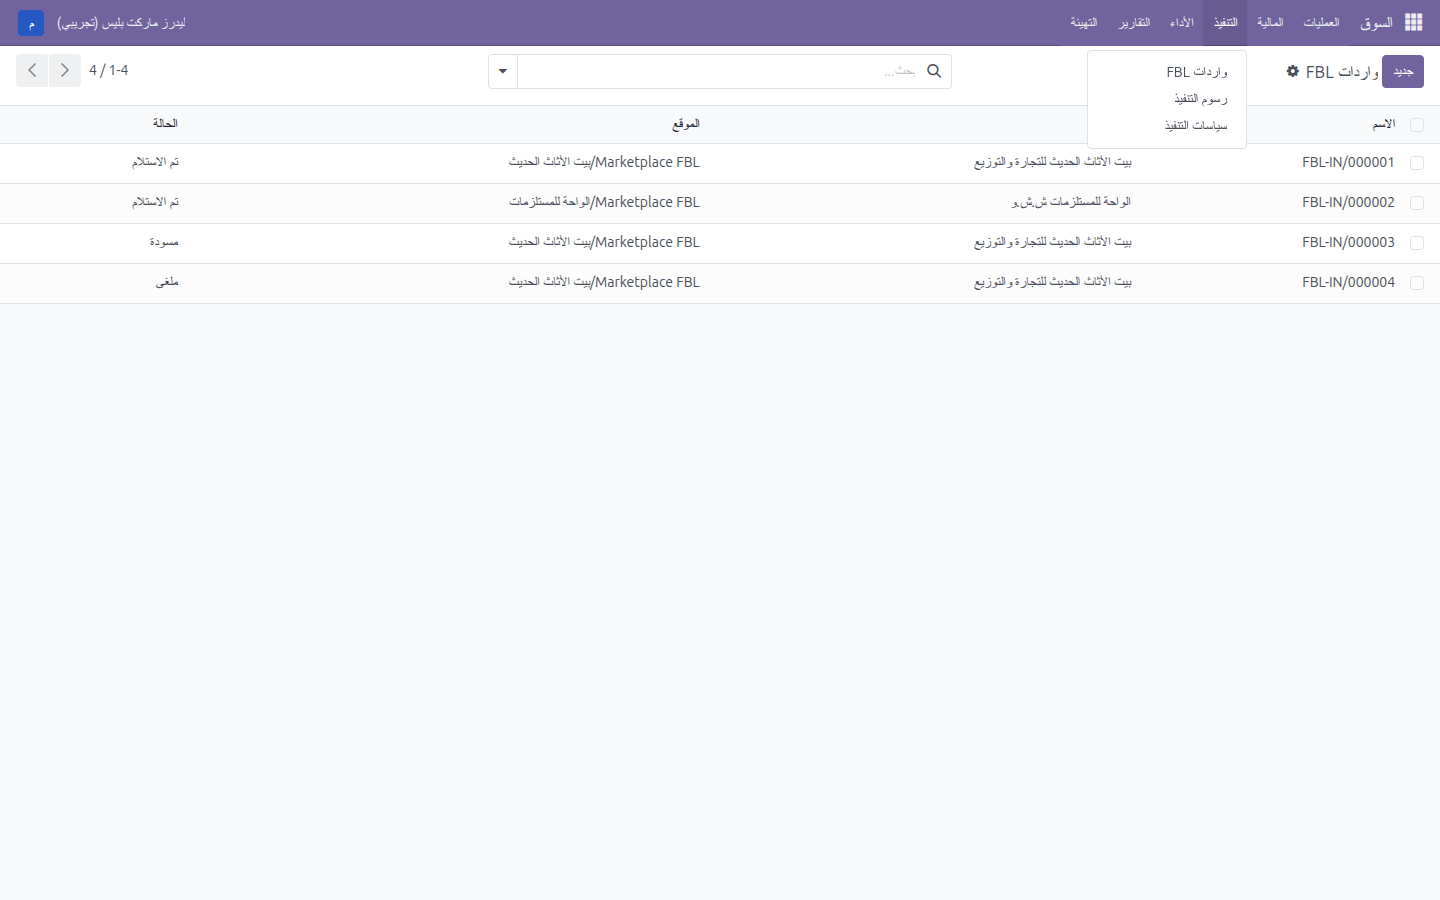 السوق العمليات المالية التنفيذ الأداء التقارير التهيئة ليدرز ماركت بليس (تجريبي) م
جديد واردات FBL بحث... 1-4 / 4
واردات FBL
رسوم التنفيذ
سياسات التنفيذ
الاسم الموقع الحالة
FBL-IN/000001 بيت الأثاث الحديث للتجارة والتوزيع Marketplace FBL/بيت الأثاث الحديث تم الاستلام
FBL-IN/000002 الواحة للمستلزمات ش.ش.و Marketplace FBL/الواحة للمستلزمات تم الاستلام
FBL-IN/000003 بيت الأثاث الحديث للتجارة والتوزيع Marketplace FBL/بيت الأثاث الحديث مسودة
FBL-IN/000004 بيت الأثاث الحديث للتجارة والتوزيع Marketplace FBL/بيت الأثاث الحديث ملغى